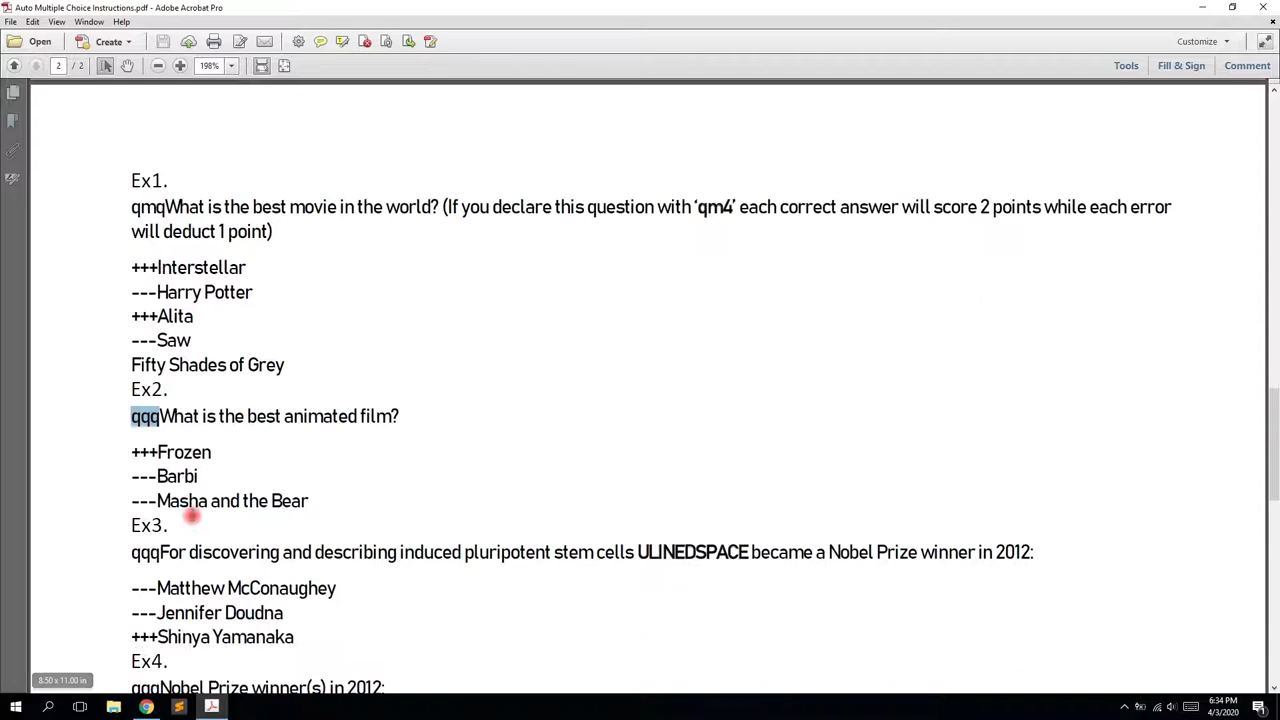 Auto Multiple Choice Instructions.pdf - Adobe Acrobat Pro
File Edit View Window Help
Open Create Customize
2 / 2 198% Tools Fill & Sign Comment
Ex1.
qmqWhat is the best movie in the world? (If you declare this question with ‘qm4’ each correct answer will score 2 points while each error
will deduct 1 point)
+++Interstellar
---Harry Potter
+++Alita
---Saw
Fifty Shades of Grey
Ex2.
qqqWhat is the best animated film?
+++Frozen
---Barbi
---Masha and the Bear
Ex3.
qqqFor discovering and describing induced pluripotent stem cells ULINEDSPACE became a Nobel Prize winner in 2012:
---Matthew McConaughey
---Jennifer Doudna
+++Shinya Yamanaka
Ex4.
qqqNobel Prize winner(s) in 2012:
8.50 x 11.00 in
6:34 PM
4/3/2020